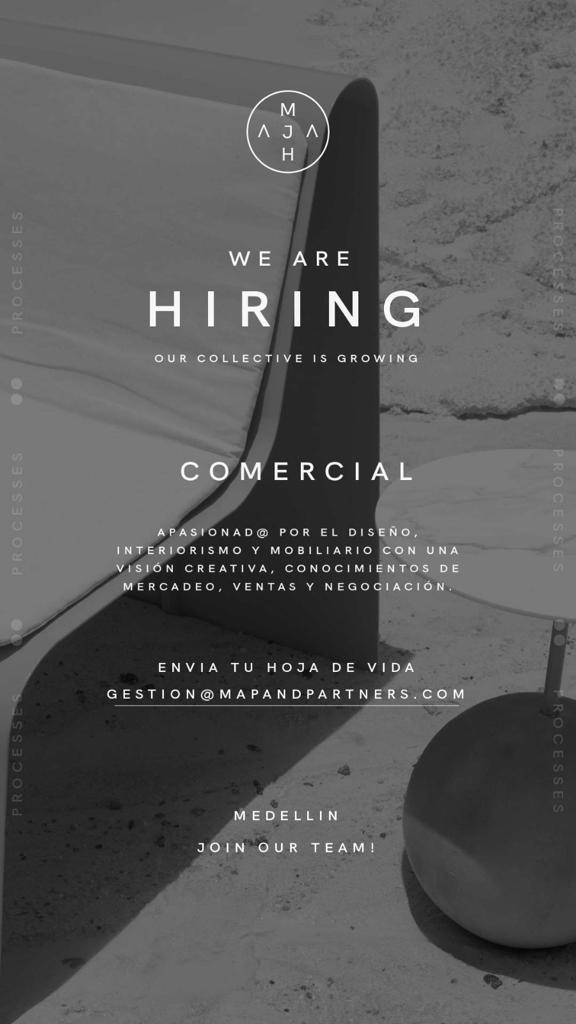 M
Λ J Λ
H
WE ARE
HIRING
OUR COLLECTIVE IS GROWING
COMERCIAL
APASIONAD@ POR EL DISEÑO,
INTERIORISMO Y MOBILIARIO CON UNA
VISIÓN CREATIVA, CONOCIMIENTOS DE
MERCADEO, VENTAS Y NEGOCIACIÓN.
ENVIA TU HOJA DE VIDA
GESTION@MAPANDPARTNERS.COM
MEDELLIN
JOIN OUR TEAM!
PROCESSES
PROCESSES
PROCESSES
PROCESSES
PROCESSES
PROCESSES